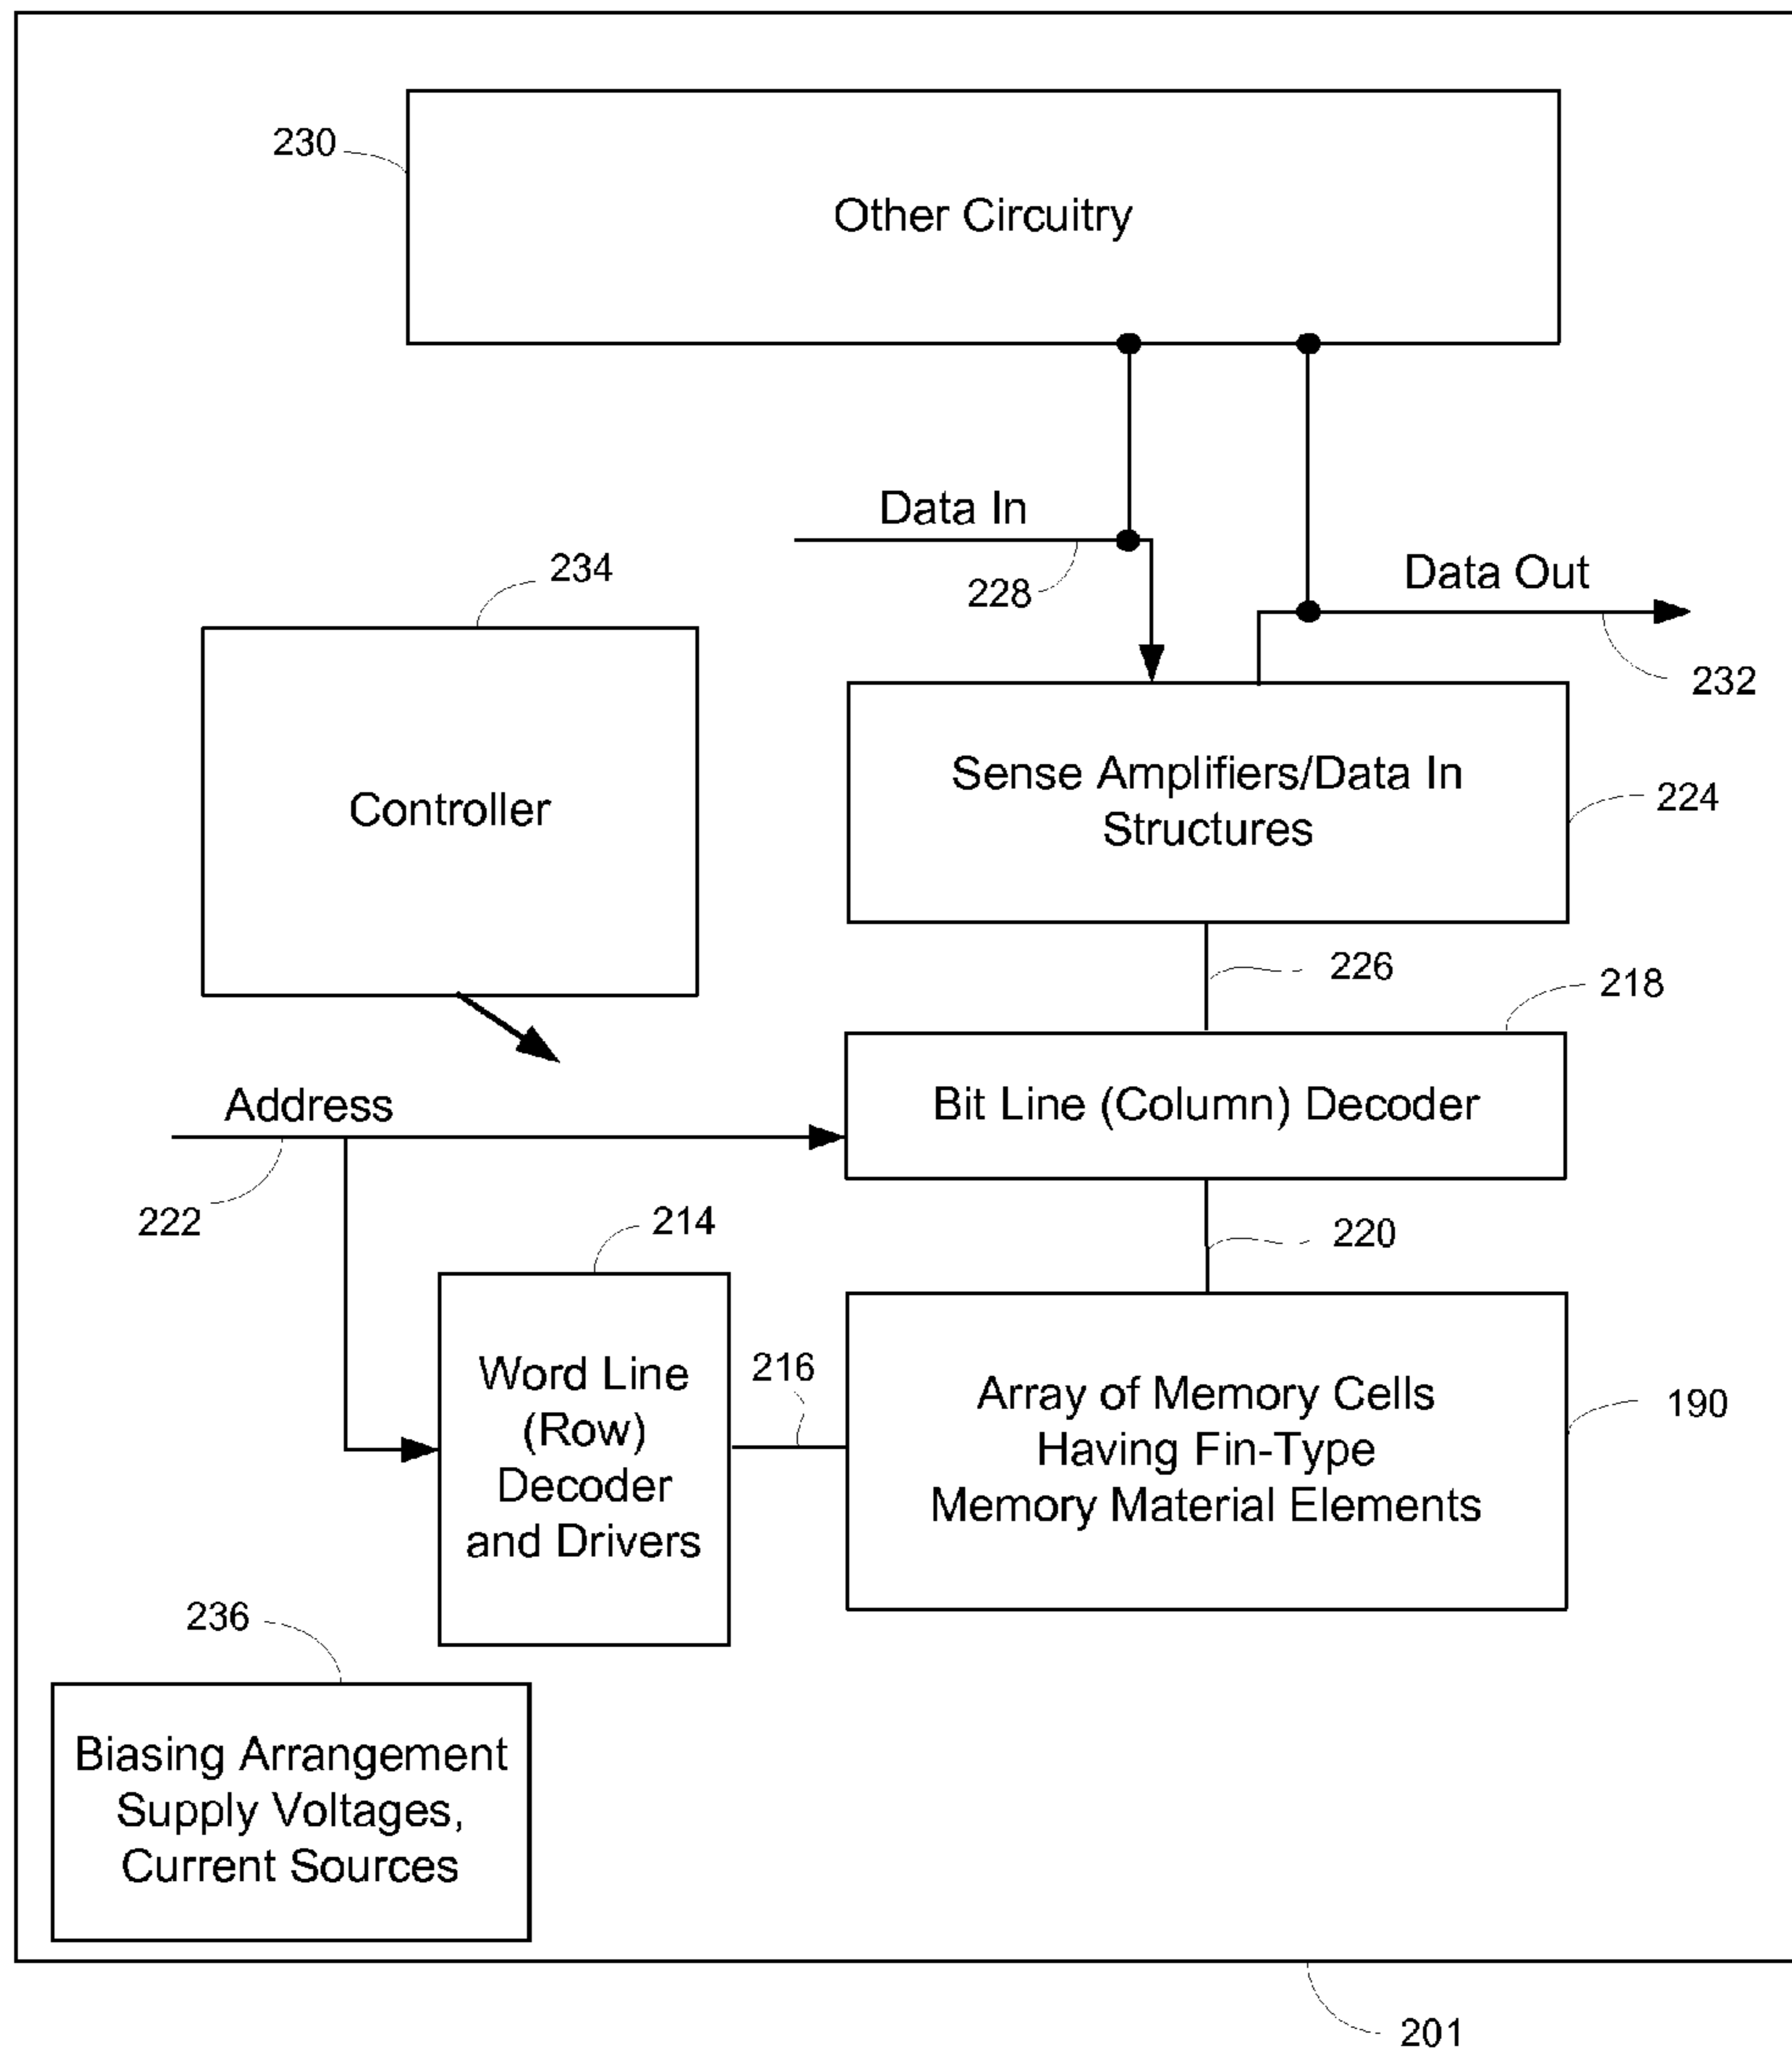 230
Other Circuitry
Data In
228
234
Data Out
232
Controller
Sense Amplifiers/Data In
Structures
224
226
218
Bit Line (Column) Decoder
Address
222
214
220
Word Line
(Row)
Decoder
and Drivers
216
Array of Memory Cells
Having Fin-Type
Memory Material Elements
190
236
Biasing Arrangement
Supply Voltages,
Current Sources
201